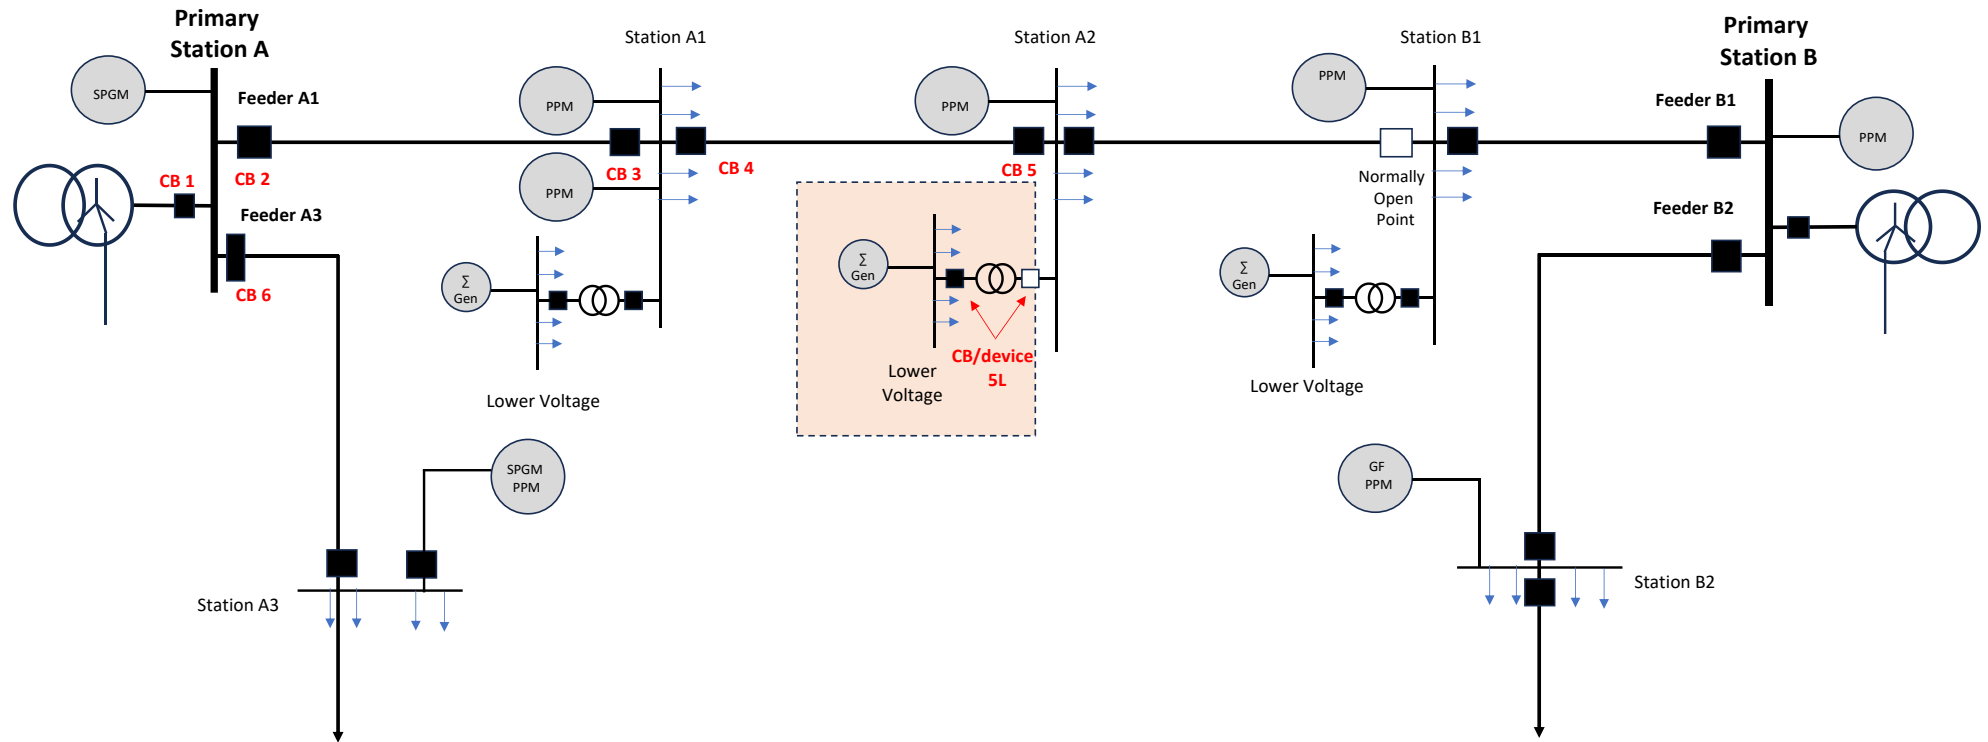 Primary
Station A
Primary
Station B
Station A1
Station A2
Station B1
SPGM
Feeder A1
PPM
PPM
PPM
Feeder B1
PPM
CB 1
CB 2
CB 3
CB 4
CB 5
PPM
Normally
Open
Point
Feeder A3
Feeder B2
CB 6
Σ
Gen
Σ
Gen
Σ
Gen
CB/device
5L
Lower
Voltage
Lower Voltage
Lower Voltage
SPGM
PPM
GF
PPM
Station A3
Station B2